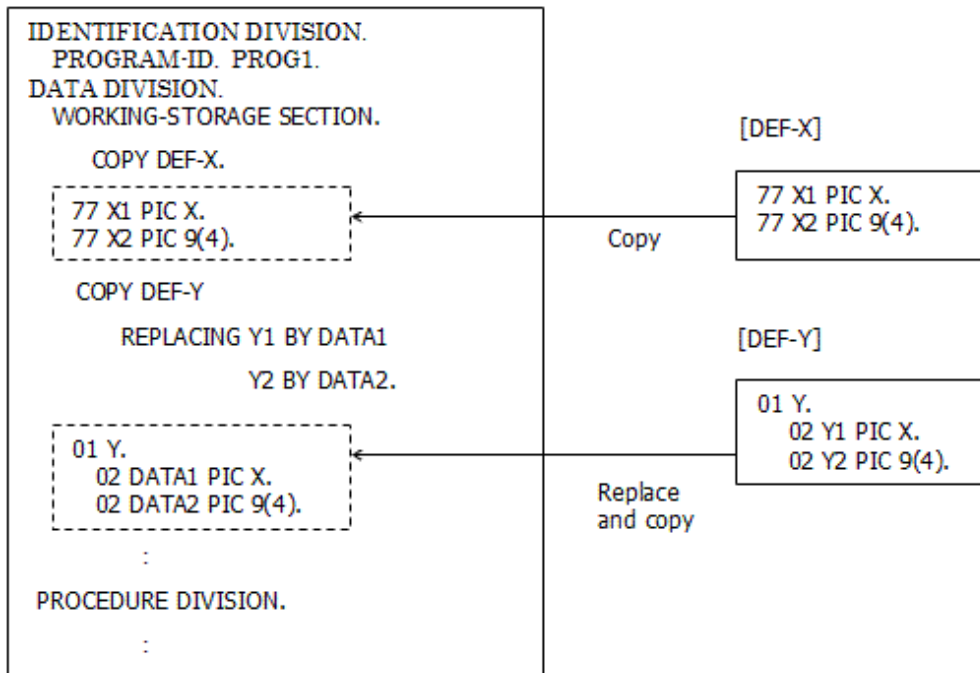 IDENTIFICATION DIVISION.
PROGRAM-ID. PROG1.
DATA DIVISION.
WORKING-STORAGE SECTION.
COPY DEF-X.
77 X1 PIC X.
77 X2 PIC 9(4).
COPY DEF-Y
REPLACING Y1 BY DATA1
Y2 BY DATA2.
01 Y.
02 DATA1 PIC X.
02 DATA2 PIC 9(4).
:
PROCEDURE DIVISION.
:
Copy
Replace
and copy
[DEF-X]
77 X1 PIC X.
77 X2 PIC 9(4).
[DEF-Y]
01 Y.
02 Y1 PIC X.
02 Y2 PIC 9(4).